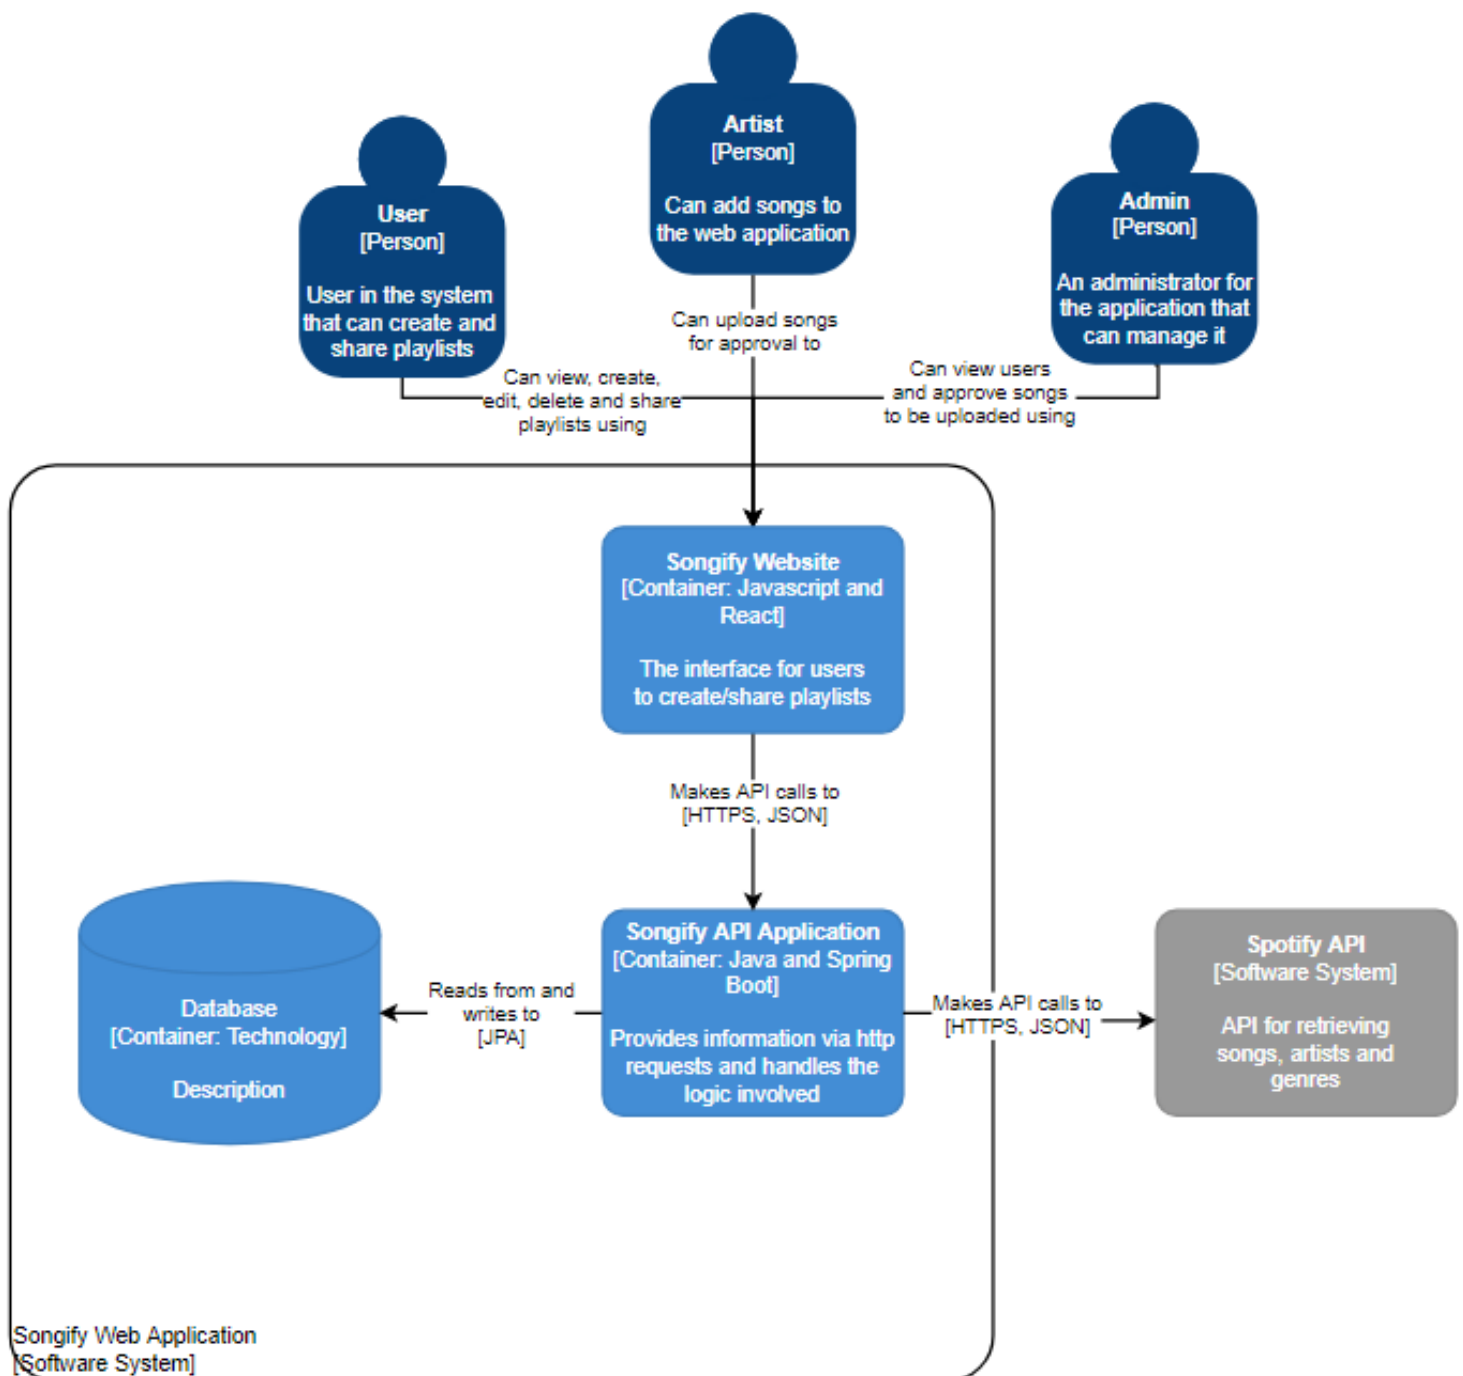 Artist
[Person]
Can add songs to
the web application
User
[Person]
User in the system
that can create and
share playlists
Admin
[Person]
An administrator for
the application that
can manage it
Can upload songs
for approval to
Can view, create,
edit, delete and share
playlists using
Can view users
and approve songs
to be uploaded using
Songify Website
[Container: Javascript and
React]
The interface for users
to create/share playlists
Makes API calls to
[HTTPS, JSON]
Database
[Container: Technology]
Description
Reads from and
writes to
[JPA]
Songify API Application
[Container: Java and Spring
Boot]
Provides information via http
requests and handles the
logic involved
Makes API calls to
[HTTPS, JSON]
Spotify API
[Software System]
API for retrieving
songs, artists and
genres
Songify Web Application
[Software System]